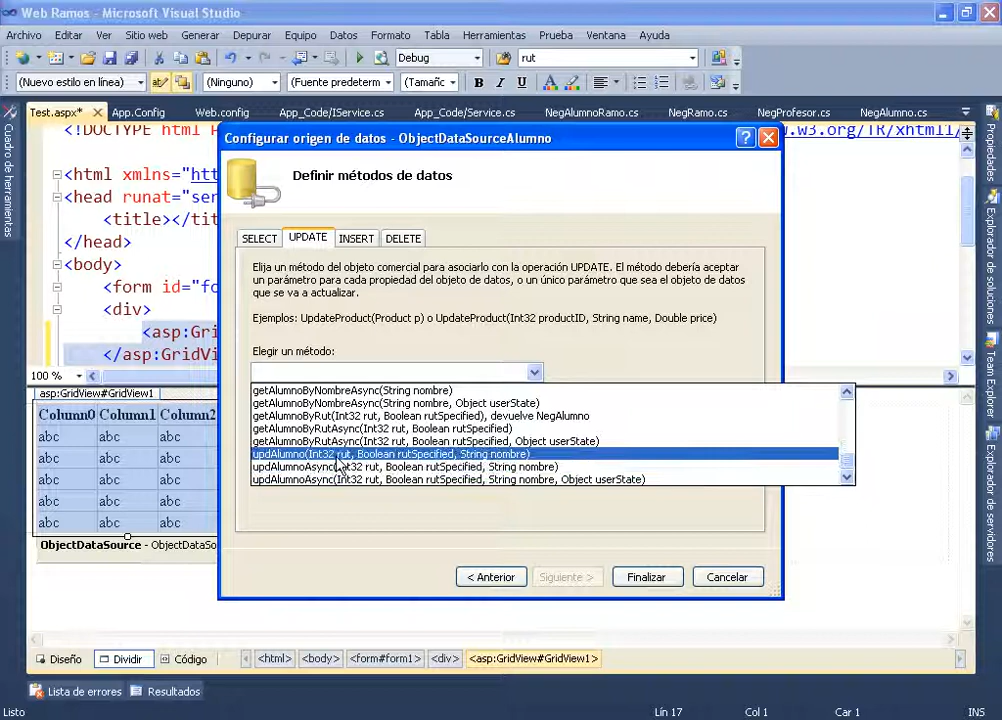 Web Ramos - Microsoft Visual Studio
Archivo Editar Ver Sitio web Generar Depurar Equipo Datos Formato Tabla Herramientas Prueba Ventana Ayuda
Debug rut
(Nuevo estilo en línea) (Ninguno) (Fuente predetermin (Tamañc N I U A
Test.aspx* App.Config Web.config App_Code/IService.cs App_Code/Service.cs NegAlumnoRamo.cs NegRamo.cs NegProfesor.cs NegAlumno.cs
Cuadro de herramientas
Propiedades
Explorador de soluciones
Team Explorer
Explorador de servidores
<!DOCTYPE html
<html xmlns="htt
<head runat="ser
<title></tit
</head>
<body>
<form id="fo
<div>
<asp:Gri
</asp:GridVi
100 %
asp:GridView#GridView1
Column0 Column1 Column2
abc abc abc
abc abc abc
abc abc abc
abc abc abc
abc abc abc
ObjectDataSource - ObjectDataSo
Configurar origen de datos - ObjectDataSourceAlumno
Definir métodos de datos
SELECT UPDATE INSERT DELETE
Elija un método del objeto comercial para asociarlo con la operación UPDATE. El método debería aceptar
un parámetro para cada propiedad del objeto de datos, o un único parámetro que sea el objeto de datos
que se va a actualizar.
Ejemplos: UpdateProduct(Product p) o UpdateProduct(Int32 productID, String name, Double price)
Elegir un método:
getAlumnoByNombreAsync(String nombre)
getAlumnoByNombreAsync(String nombre, Object userState)
getAlumnoByRut(Int32 rut, Boolean rutSpecified), devuelve NegAlumno
getAlumnoByRutAsync(Int32 rut, Boolean rutSpecified)
getAlumnoByRutAsync(Int32 rut, Boolean rutSpecified, Object userState)
updAlumno(Int32 rut, Boolean rutSpecified, String nombre)
updAlumnoAsync(Int32 rut, Boolean rutSpecified, String nombre)
updAlumnoAsync(Int32 rut, Boolean rutSpecified, String nombre, Object userState)
< Anterior Siguiente > Finalizar Cancelar
Diseño Dividir Código <html> <body> <form#form1> <div> <asp:GridView#GridView1>
Lista de errores Resultados
Listo Lín 17 Col 1 Car 1 INS